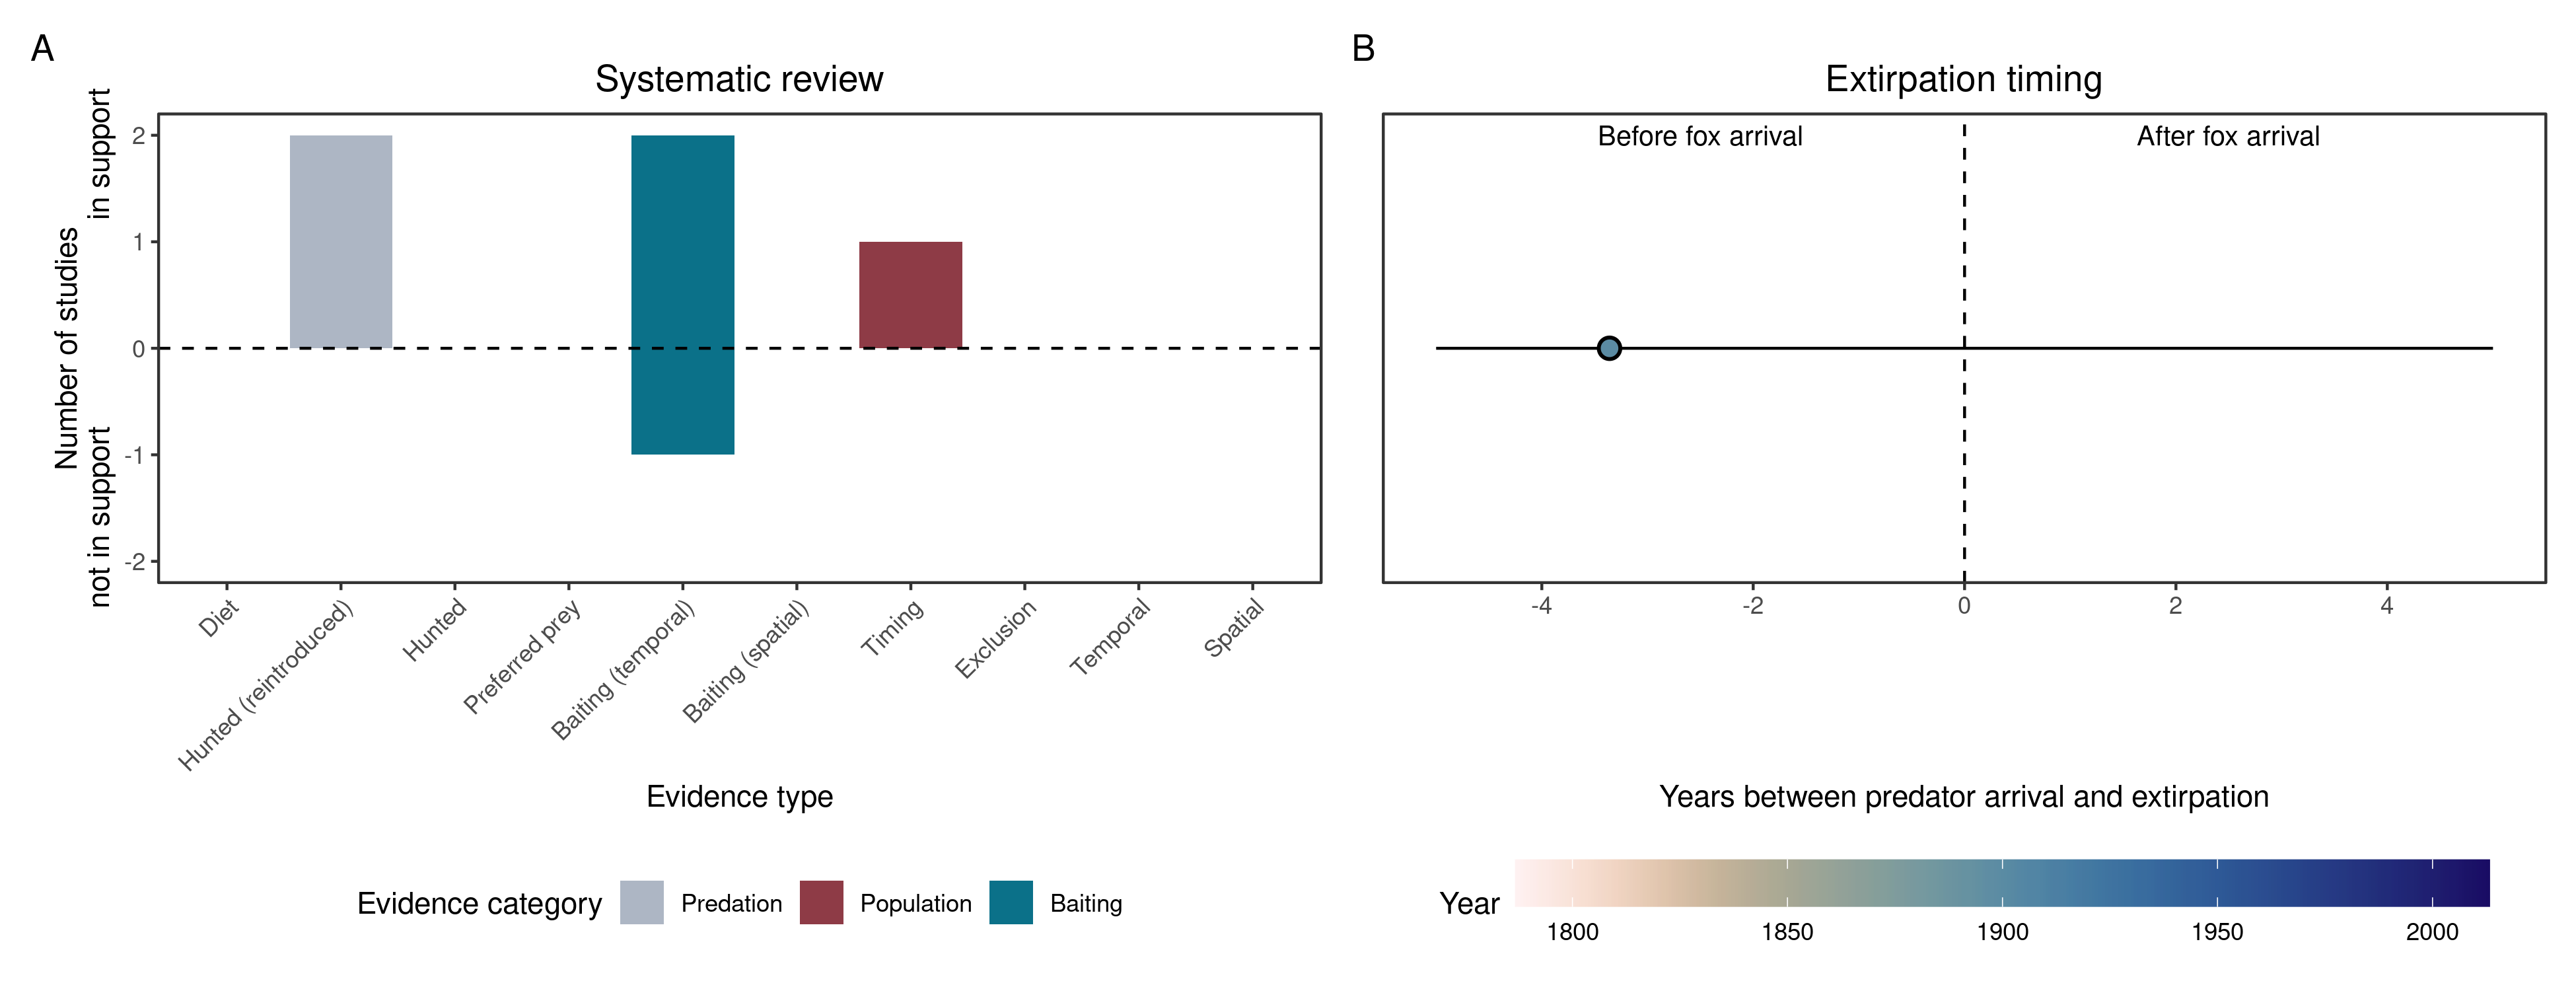 A
Systematic review
Number of studies
not in support
in support
2
1
0
-1
-2
Diet
Hunted (reintroduced)
Hunted
Preferred prey
Baiting (temporal)
Baiting (spatial)
Timing
Exclusion
Temporal
Spatial
Evidence type
Evidence category
Predation
Population
Baiting
B
Extirpation timing
Before fox arrival
After fox arrival
-4
-2
0
2
4
Years between predator arrival and extirpation
Year
1800
1850
1900
1950
2000